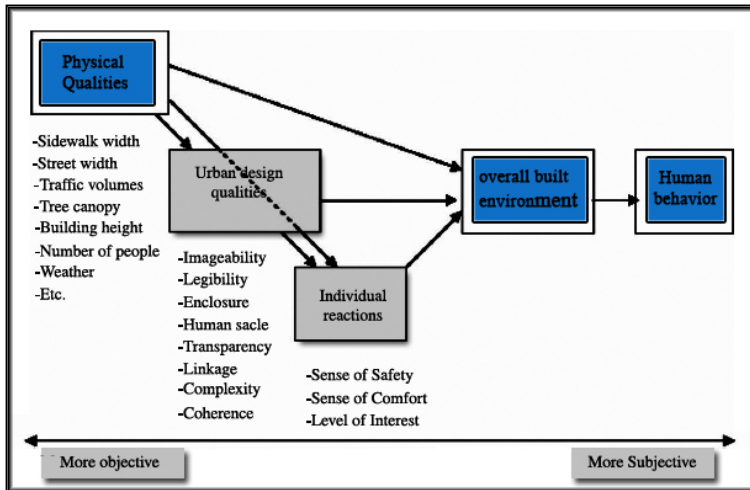 Physical
Qualities
-Sidewalk width
-Street width
-Traffic volumes
-Tree canopy
-Building height
-Number of people
-Weather
-Etc.
Urban design
qualities
-Imageability
-Legibility
-Enclosure
-Human sacle
-Transparency
-Linkage
-Complexity
-Coherence
Individual
reactions
-Sense of Safety
-Sense of Comfort
-Level of Interest
overall built
environment
Human
behavior
More objective
More Subjective